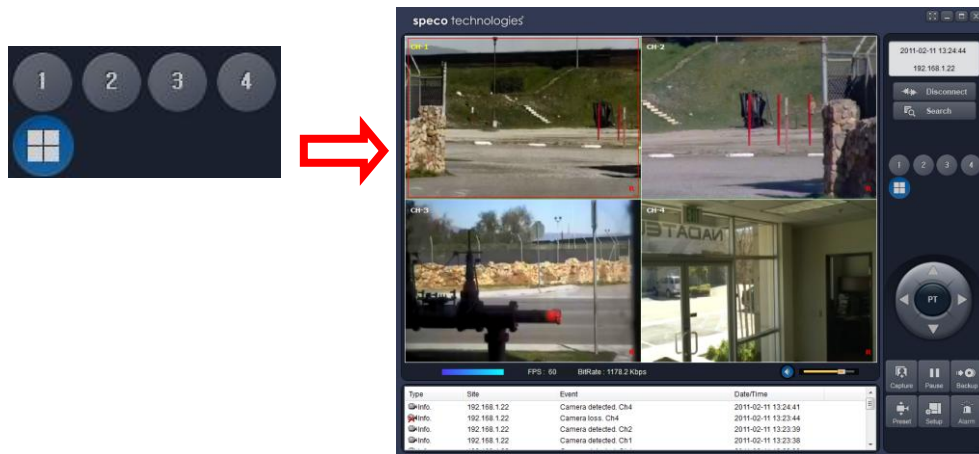 1 2 3 4
speco technologies
CH-1
CH-2
CH-3
CH-4
R
R
R
R
EXIT
2011-02-11 13:24:44
192.168.1.22
Disconnect
Search
1 2 3 4
PT
Capture Pause Backup
Preset Setup Alarm
FPS : 60 BitRate : 1178.2 Kbps
Type Site Event Date/Time
Info. 192.168.1.22 Camera detected. Ch4 2011-02-11 13:24:41
Info. 192.168.1.22 Camera loss. Ch4 2011-02-11 13:23:44
Info. 192.168.1.22 Camera detected. Ch2 2011-02-11 13:23:39
Info. 192.168.1.22 Camera detected. Ch1 2011-02-11 13:23:38